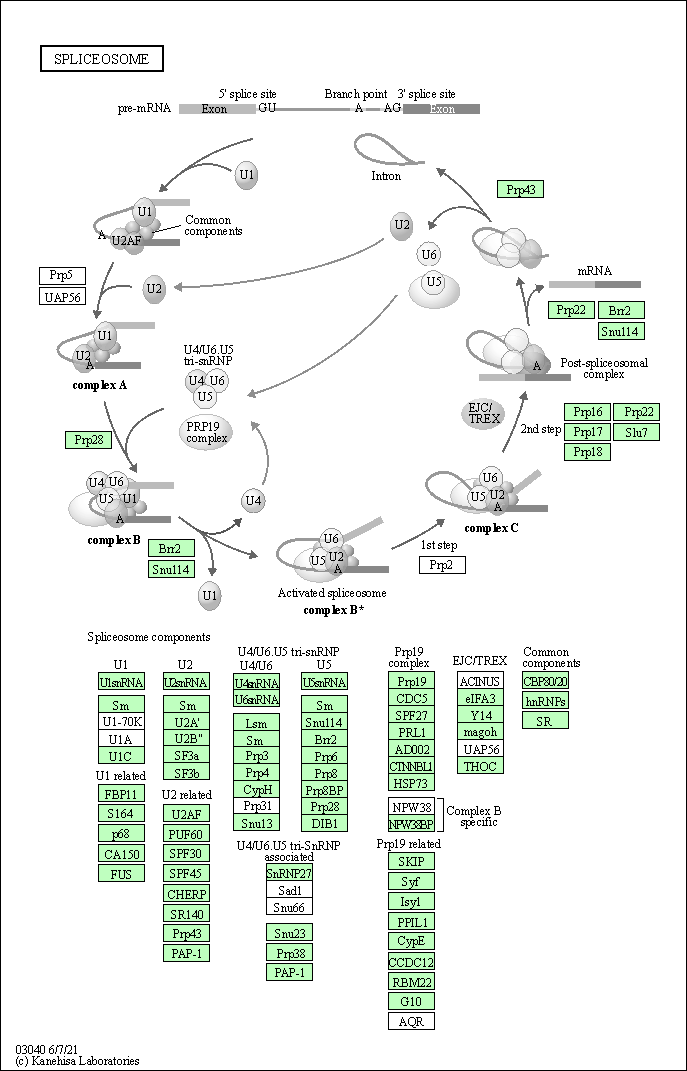 SPLICEOSOME
5' splice site
Branch point
3' splice site
pre-mRNA
Exon
GU
A
AG
Exon
U1
Intron
Prp43
U1
A
U2AF
Common
components
U2
U6
U5
mRNA
Prp5
UAP56
U2
Prp22
Brr2
Snu114
U1
U2
A
complex A
U4/U6.U5
tri-snRNP
U4 U6
U5
A
Post-spliceosomal
complex
PRP19
complex
EJC/
TREX
2nd step
Prp16
Prp22
Prp17
Slu7
Prp18
Prp28
U4
U6
U5
U1
A
complex B
U4
U6
U5
U2
A
complex C
Brr2
Snu114
U1
U6
U5
U2
A
Activated spliceosome
complex B*
1st step
Prp2
Spliceosome components
U1
U1snRNA
Sm
U1-70K
U1A
U1C
U1 related
FBP11
S164
p68
CA150
FUS
U2
U2snRNA
Sm
U2A'
U2B"
SF3a
SF3b
U2 related
U2AF
PUF60
SPF30
SPF45
CHERP
SR140
Prp43
PAP-1
U4/U6.U5 tri-snRNP
U4/U6
U4snRNA
U6snRNA
Lsm
Sm
Prp3
Prp4
CypH
Prp31
Snu13
U5
U5snRNA
Sm
Snu114
Brr2
Prp6
Prp8
Prp8BP
Prp28
DIB1
U4/U6.U5 tri-SnRNP
associated
SnRNP27
Sad1
Snu66
Snu23
Prp38
PAP-1
Prp19
complex
Prp19
CDC5
SPF27
PRL1
AD002
CTNNBL1
HSP73
NPW38
NPW38BP
Complex B
specific
Prp19 related
SKIP
Syf
Isy1
PPIL1
CypE
CCDC12
RBM22
G10
AQR
EJC/TREX
ACINUS
eIFA3
Y14
magoh
UAP56
THOC
Common
components
CBP80/20
hnRNPs
SR
03040 6/7/21
(c) Kanehisa Laboratories